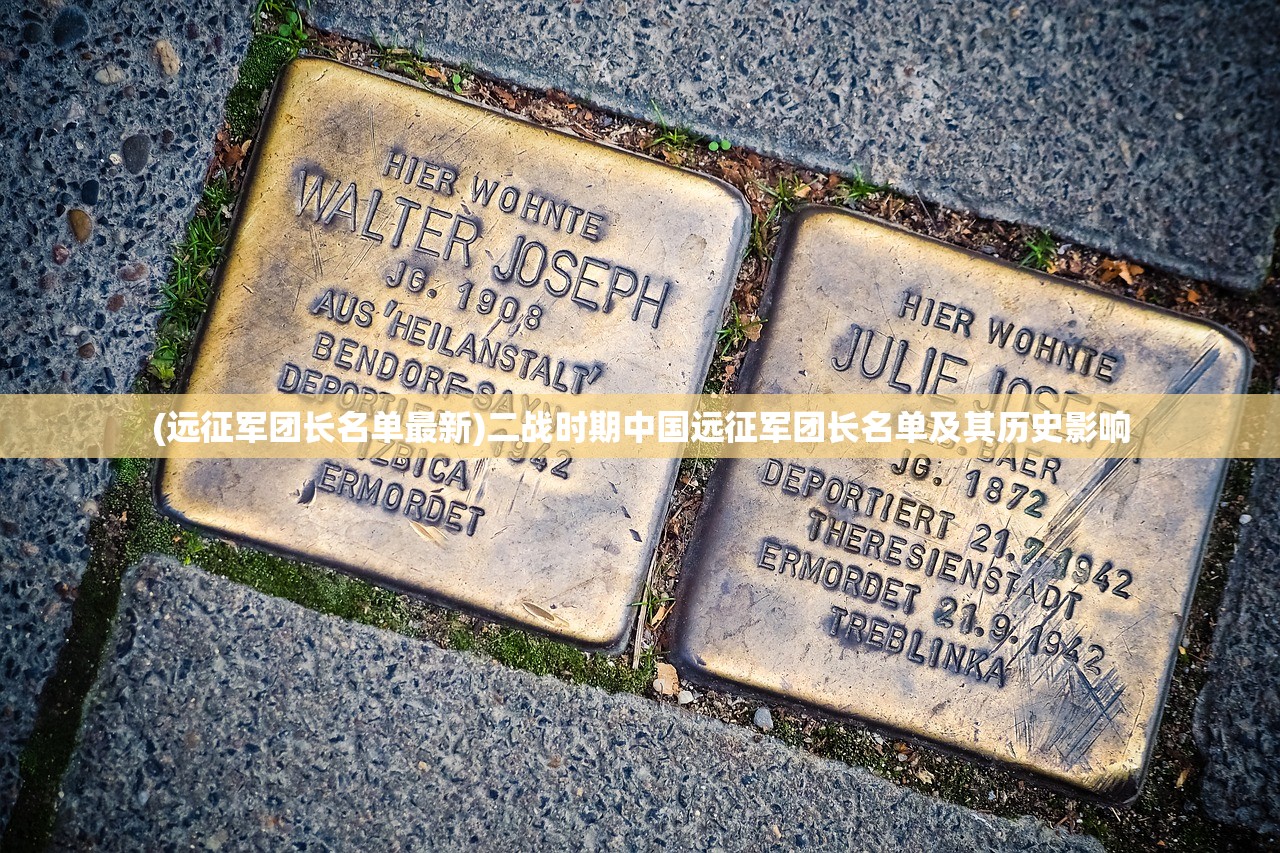 HIER WOHNTE
WALTER JOSEPH
JG. 1908
AUS 'HEILANSTALT'
BENDORF-SAYN
1942
IZBICA
ERMORDET
HIER WOHNTE
JULIE
BAER
JG. 1872
DEPORTIERT 21.7.1942
THERESIENSTADT
ERMORDET 21.9.1942
TREBLINKA
(远征军团长名单最新)二战时期中国远征军团长名单及其历史影响